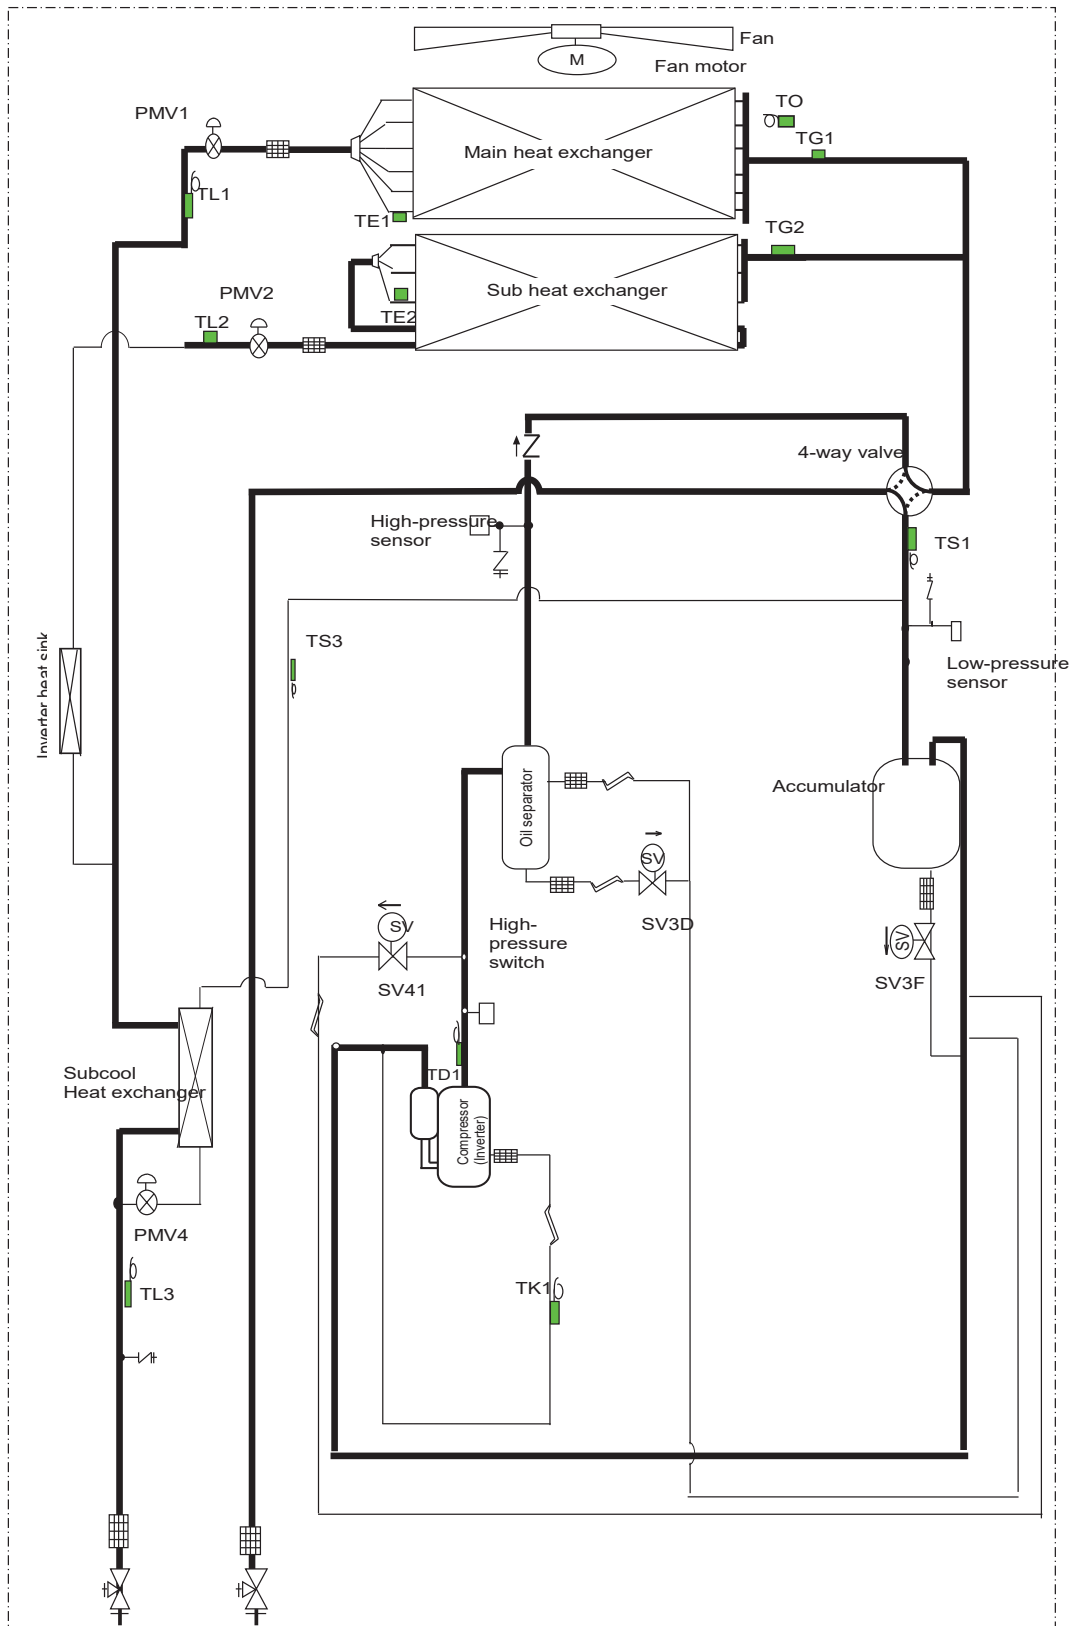 Fan
M
Fan motor
PMV1
TO
TG1
Main heat exchanger
TL1
TE1
TG2
Sub heat exchanger
PMV2
TE2
TL2
4-way valve
High-pressure
sensor
TS1
TS3
Inverter heat sink
Low-pressure
sensor
Oil separator
Accumulator
SV
SV3D
High-
pressure
switch
SV
SV41
SV
SV3F
Subcool
Heat exchanger
TD1
Compressor
(Inverter)
PMV4
TK1
TL3